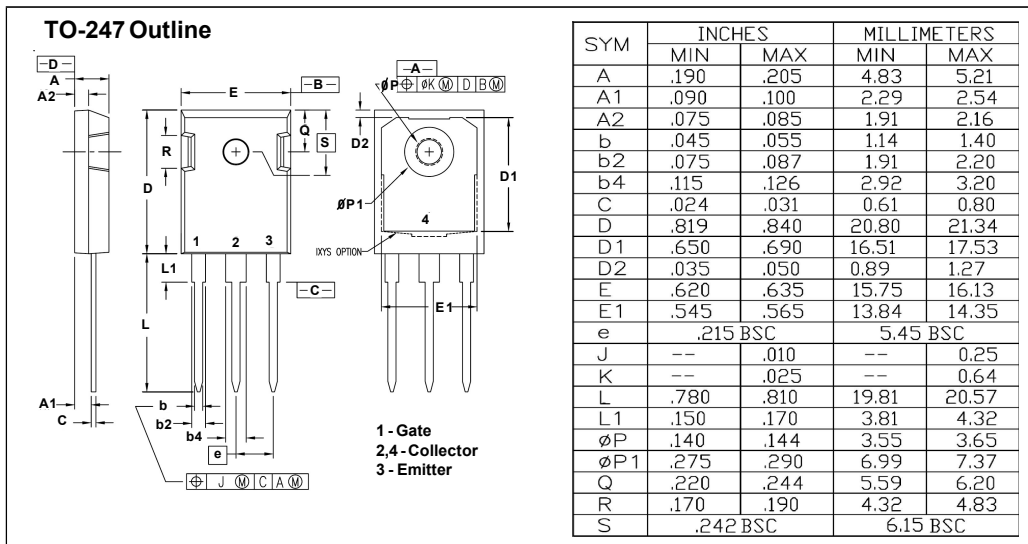 TO-247 Outline
– D –
A
A2
E
– B –
Q
S
R
D
1 2 3
L1
– C –
L
A1
C
b
b2
b4
e
⌖ J Ⓜ C A Ⓜ
– A –
ØP ⌖ øK Ⓜ D B Ⓜ
D2
D1
ØP1
4
IXYS OPTION
E1
1 - Gate
2,4 - Collector
3 - Emitter
SYM INCHES MILLIMETERS
MIN MAX MIN MAX
A .190 .205 4.83 5.21
A1 .090 .100 2.29 2.54
A2 .075 .085 1.91 2.16
b .045 .055 1.14 1.40
b2 .075 .087 1.91 2.20
b4 .115 .126 2.92 3.20
C .024 .031 0.61 0.80
D .819 .840 20.80 21.34
D1 .650 .690 16.51 17.53
D2 .035 .050 0.89 1.27
E .620 .635 15.75 16.13
E1 .545 .565 13.84 14.35
e .215 BSC 5.45 BSC
J -- .010 -- 0.25
K -- .025 -- 0.64
L .780 .810 19.81 20.57
L1 .150 .170 3.81 4.32
øP .140 .144 3.55 3.65
øP1 .275 .290 6.99 7.37
Q .220 .244 5.59 6.20
R .170 .190 4.32 4.83
S .242 BSC 6.15 BSC